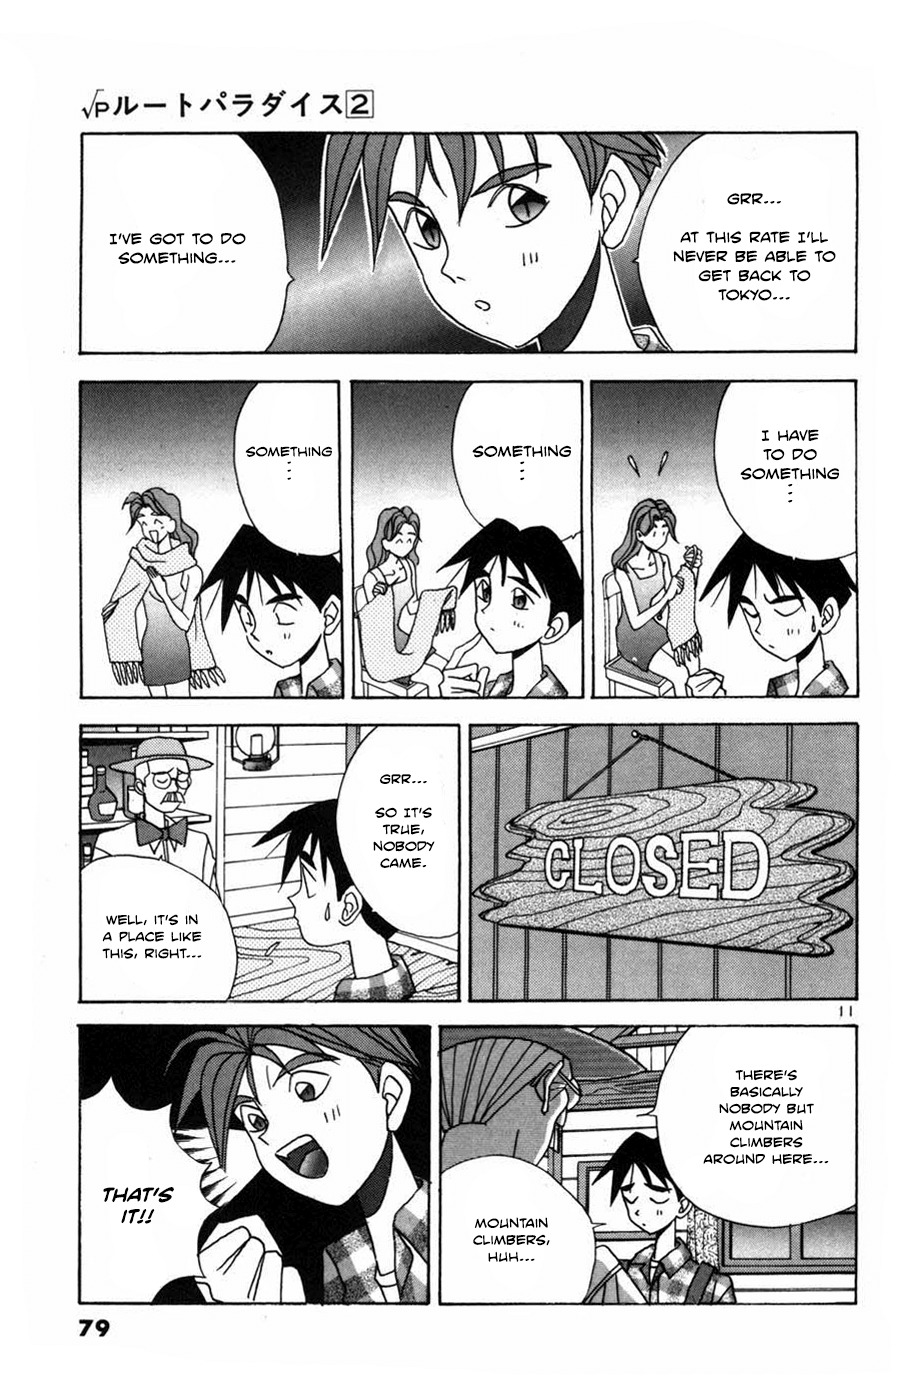 √Pルートパラダイス2
GRR...
AT THIS RATE I'LL
NEVER BE ABLE TO
GET BACK TO
TOKYO...
I'VE GOT TO DO
SOMETHING...
I HAVE
TO DO
SOMETHING
...
SOMETHING
...
SOMETHING
...
CLOSED
GRR...
SO IT'S
TRUE,
NOBODY
CAME.
WELL, IT'S IN
A PLACE LIKE
THIS, RIGHT...
11
THERE'S
BASICALLY
NOBODY BUT
MOUNTAIN
CLIMBERS
AROUND HERE...
MOUNTAIN
CLIMBERS,
HUH...
THAT'S
IT!!
79